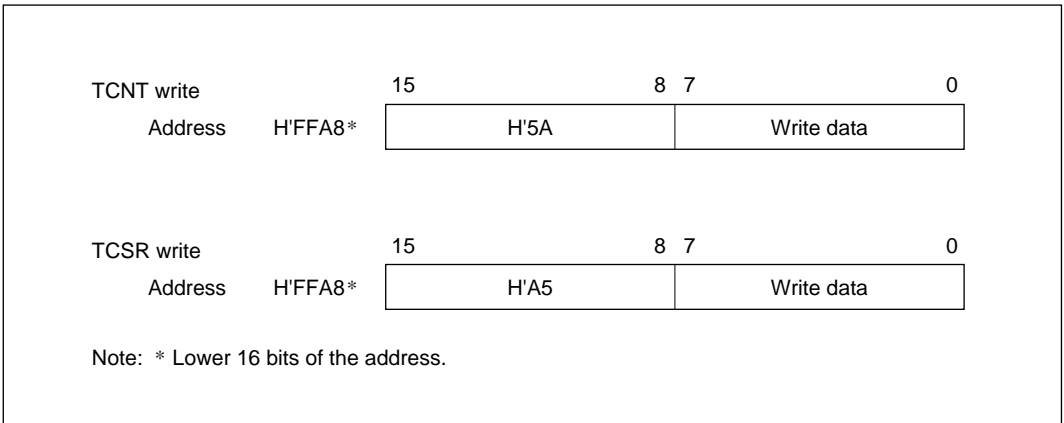 TCNT write 15 8 7 0
Address H'FFA8* H'5A Write data
TCSR write 15 8 7 0
Address H'FFA8* H'A5 Write data
Note: * Lower 16 bits of the address.